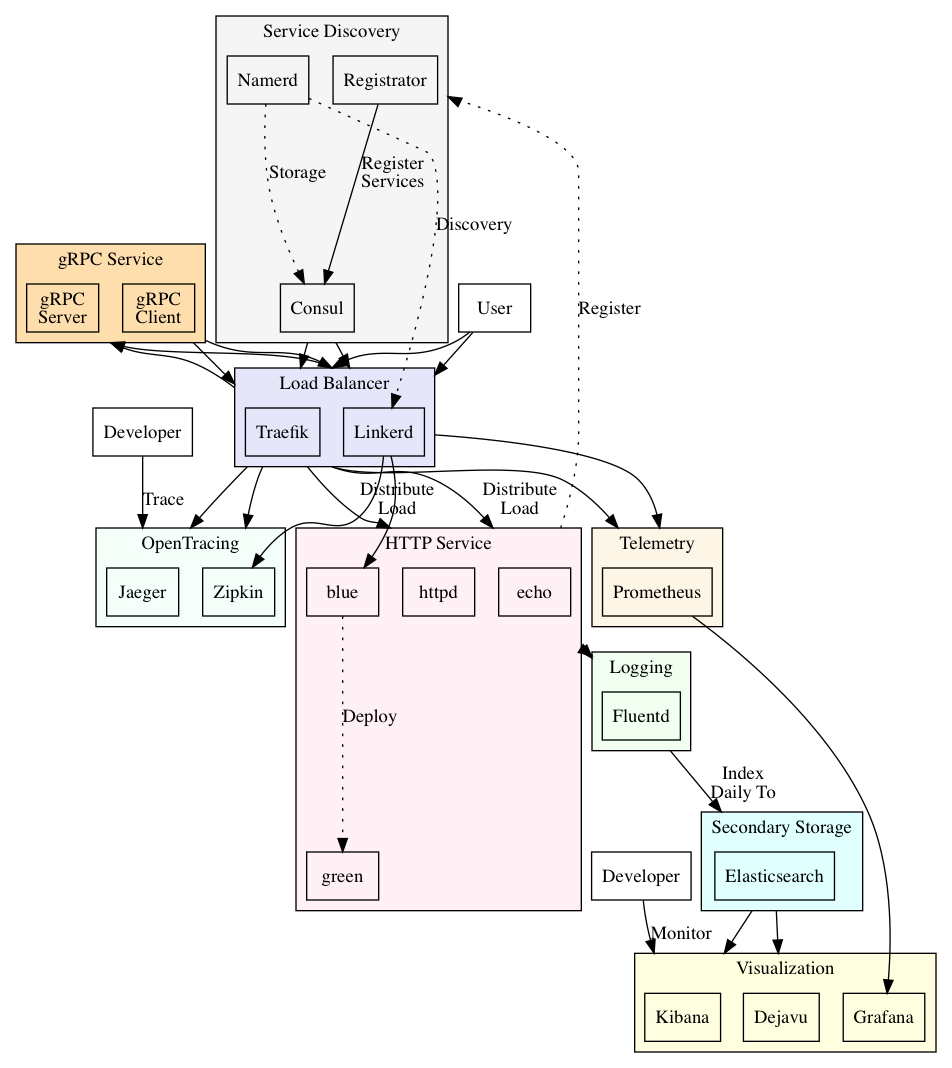 Service Discovery
Namerd
Registrator
Storage
Register
Services
Discovery
gRPC Service
gRPC
Server
gRPC
Client
Consul
User
Register
Load Balancer
Traefik
Linkerd
Developer
Trace
Distribute
Load
Distribute
Load
OpenTracing
Jaeger
Zipkin
HTTP Service
blue
httpd
echo
Telemetry
Prometheus
Logging
Fluentd
Deploy
Index
Daily To
Secondary Storage
Elasticsearch
green
Developer
Monitor
Visualization
Kibana
Dejavu
Grafana